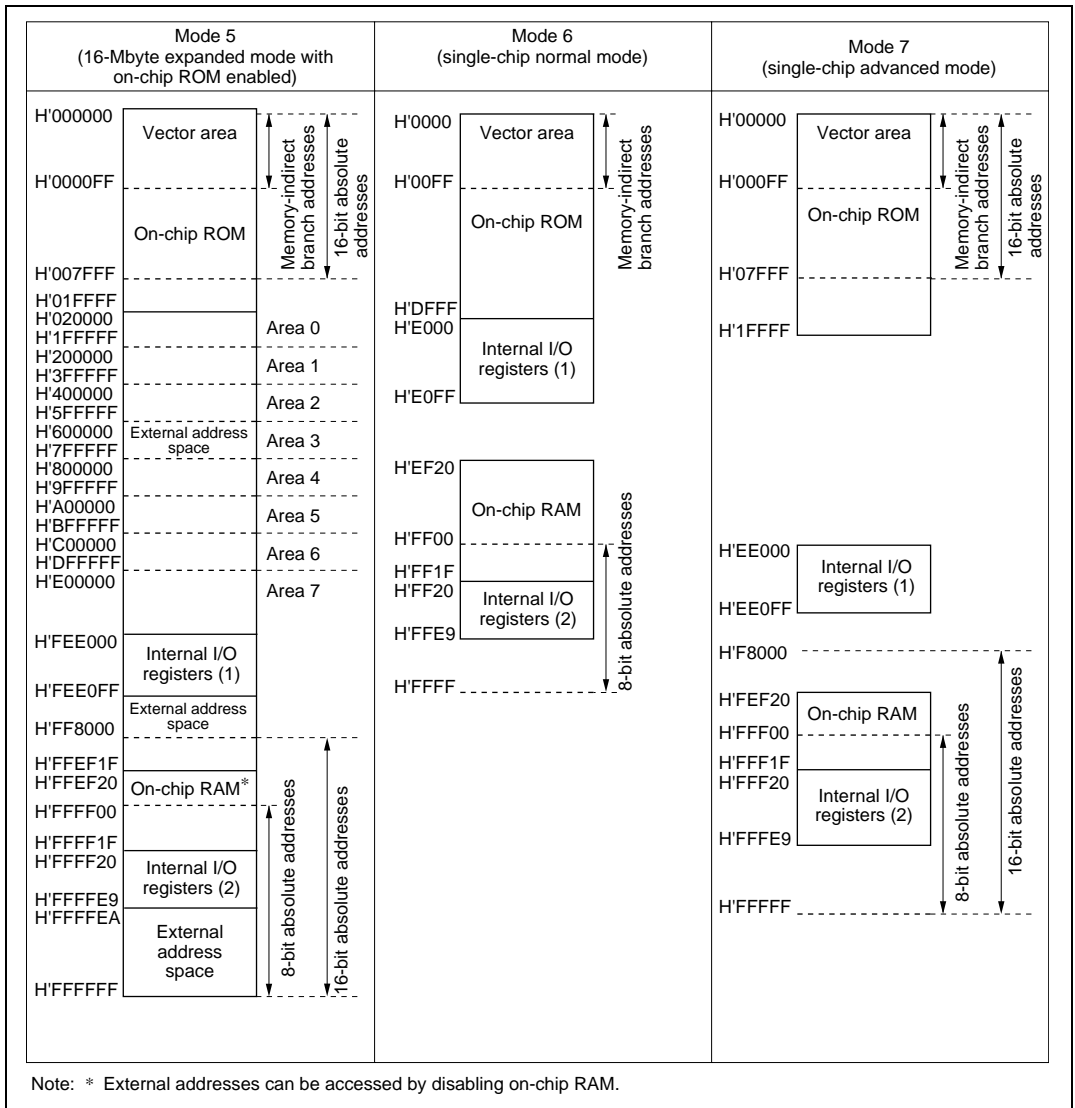 Mode 5
(16-Mbyte expanded mode with
on-chip ROM enabled)
H'000000
Vector area
H'0000FF
On-chip ROM
H'007FFF
H'01FFFF
H'020000
Area 0
H'1FFFFF
H'200000
Area 1
H'3FFFFF
H'400000
Area 2
H'5FFFFF
H'600000
External address
space
Area 3
H'7FFFFF
H'800000
Area 4
H'9FFFFF
H'A00000
Area 5
H'BFFFFF
H'C00000
Area 6
H'DFFFFF
H'E00000
Area 7
H'FEE000
Internal I/O
registers (1)
H'FEE0FF
External address
space
H'FF8000
H'FFEF1F
H'FFEF20
On-chip RAM*
H'FFFF00
H'FFFF1F
H'FFFF20
Internal I/O
registers (2)
H'FFFFE9
H'FFFFEA
External
address
space
H'FFFFFF
Memory-indirect
branch addresses
16-bit absolute
addresses
8-bit absolute addresses
16-bit absolute addresses
Mode 6
(single-chip normal mode)
H'0000
Vector area
H'00FF
On-chip ROM
H'DFFF
H'E000
Internal I/O
registers (1)
H'E0FF
H'EF20
On-chip RAM
H'FF00
H'FF1F
H'FF20
Internal I/O
registers (2)
H'FFE9
H'FFFF
Memory-indirect
branch addresses
8-bit absolute addresses
Mode 7
(single-chip advanced mode)
H'00000
Vector area
H'000FF
On-chip ROM
H'07FFF
H'1FFFF
H'EE000
Internal I/O
registers (1)
H'EE0FF
H'F8000
H'FEF20
On-chip RAM
H'FFF00
H'FFF1F
H'FFF20
Internal I/O
registers (2)
H'FFFE9
H'FFFFF
Memory-indirect
branch addresses
16-bit absolute
addresses
8-bit absolute addresses
16-bit absolute addresses
Note: * External addresses can be accessed by disabling on-chip RAM.